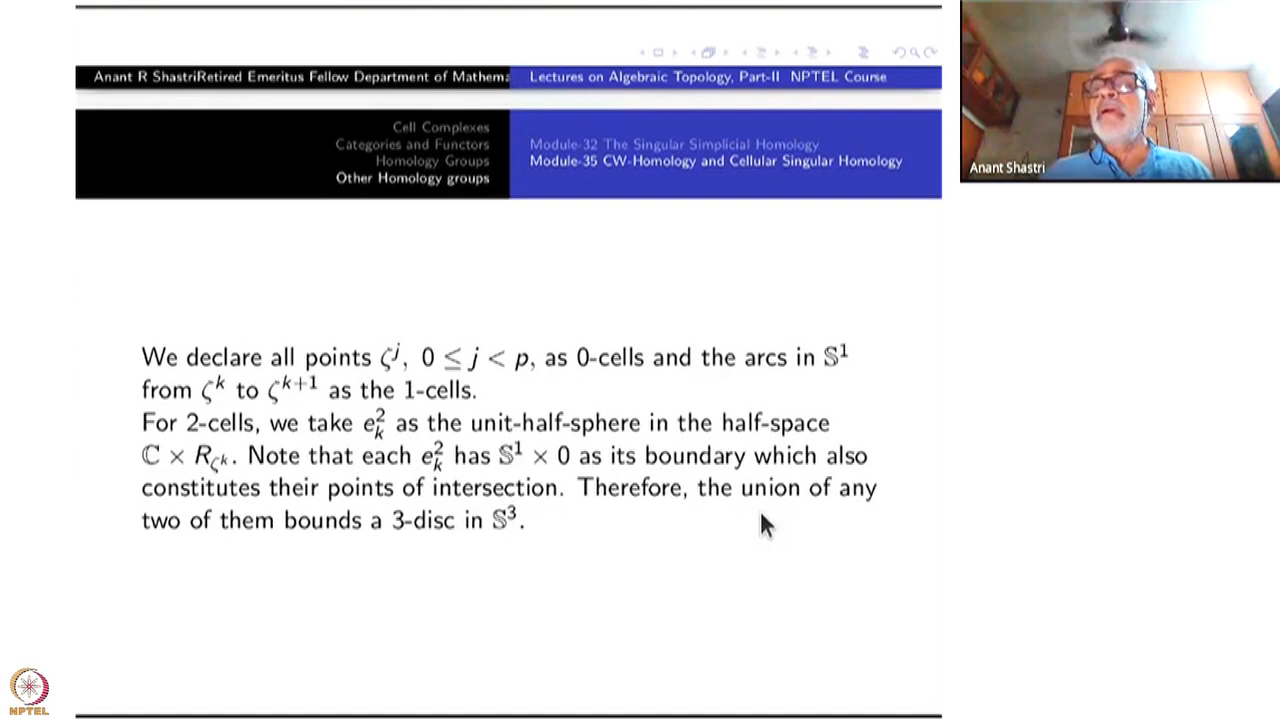 Anant R ShastriRetired Emeritus Fellow Department of Mathema
Lectures on Algebraic Topology, Part-II NPTEL Course
Cell Complexes
Categories and Functors
Homology Groups
Other Homology groups
Module-32 The Singular Simplicial Homology
Module-35 CW-Homology and Cellular Singular Homology
We declare all points ζ^j, 0 ≤ j < p, as 0-cells and the arcs in 𝕊^1
from ζ^k to ζ^{k+1} as the 1-cells.
For 2-cells, we take e_k^2 as the unit-half-sphere in the half-space
ℂ × R_{ζ^k}. Note that each e_k^2 has 𝕊^1 × 0 as its boundary which also
constitutes their points of intersection. Therefore, the union of any
two of them bounds a 3-disc in 𝕊^3.
Anant Shastri
NPTEL